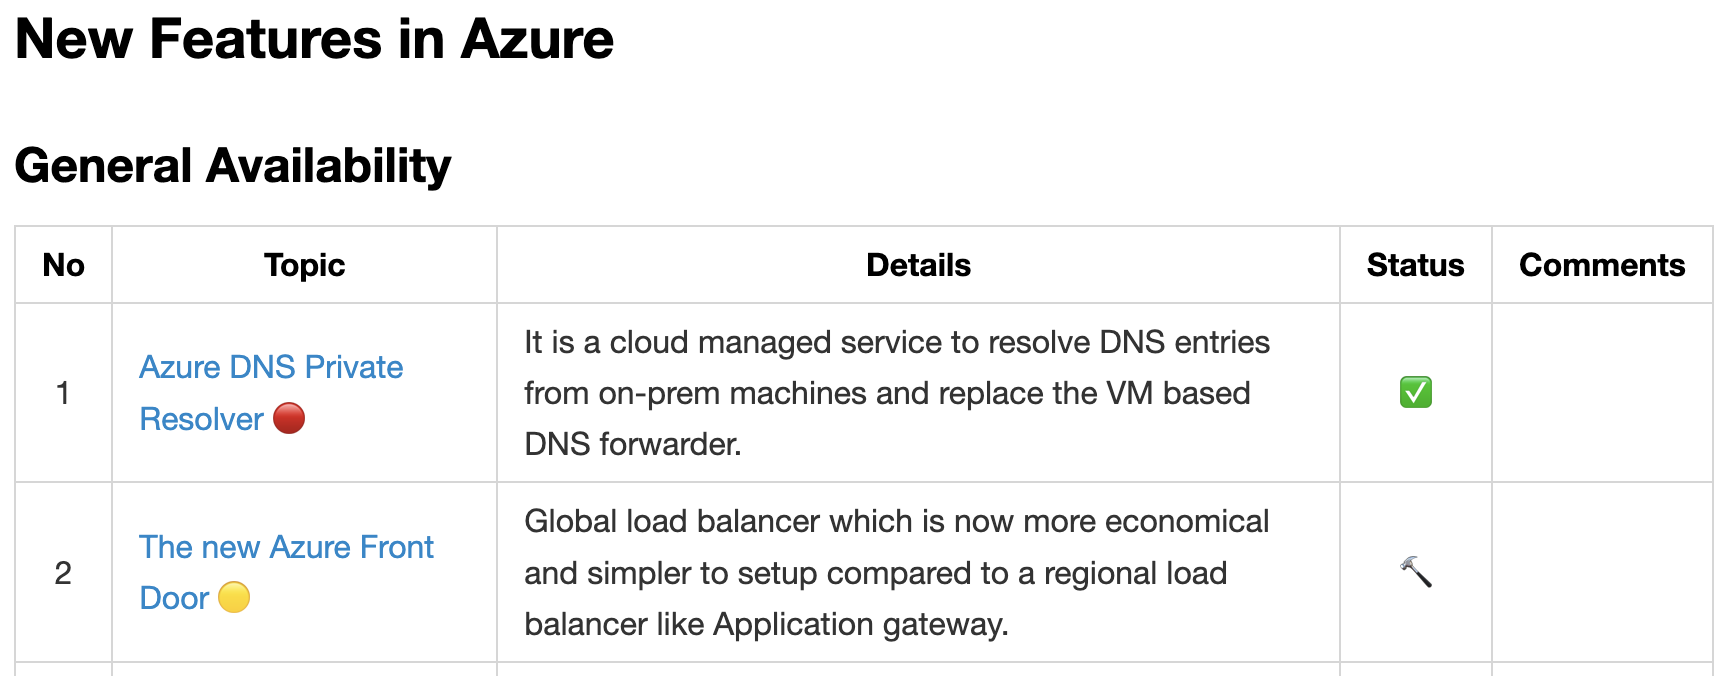 New Features in Azure
General Availability
No Topic Details Status Comments
1
Azure DNS Private
Resolver 🔴
It is a cloud managed service to resolve DNS entries
from on-prem machines and replace the VM based
DNS forwarder.
✅
2
The new Azure Front
Door 🟡
Global load balancer which is now more economical
and simpler to setup compared to a regional load
balancer like Application gateway.
🔨